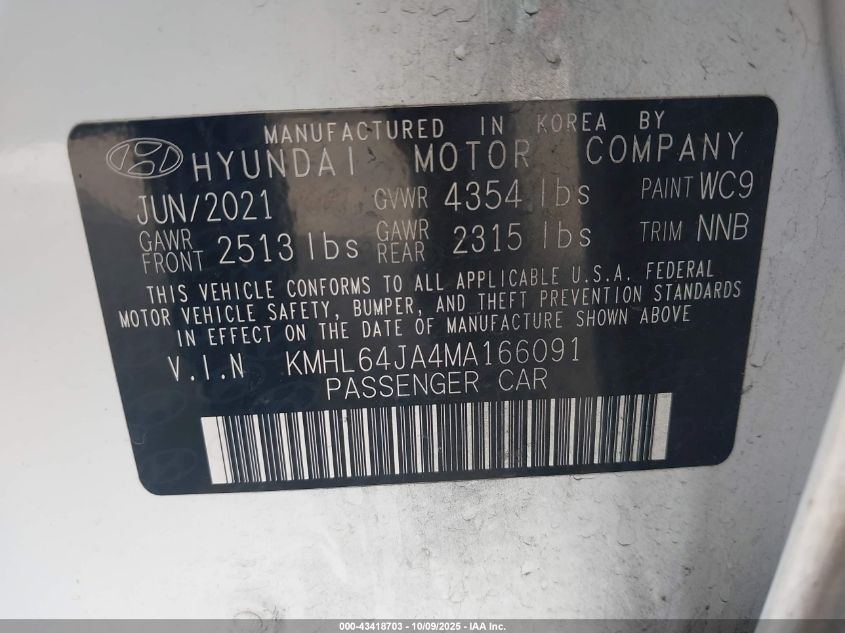 MANUFACTURED IN KOREA BY
HYUNDAI MOTOR COMPANY
JUN/2021 GVWR 4354 lbs PAINT WC9
GAWR FRONT 2513 lbs GAWR REAR 2315 lbs TRIM NNB
THIS VEHICLE CONFORMS TO ALL APPLICABLE U.S.A. FEDERAL
MOTOR VEHICLE SAFETY, BUMPER, AND THEFT PREVENTION STANDARDS
IN EFFECT ON THE DATE OF MANUFACTURE SHOWN ABOVE
V.I.N KMHL64JA4MA166091
PASSENGER CAR
000-43418703 - 10/09/2025 - IAA Inc.